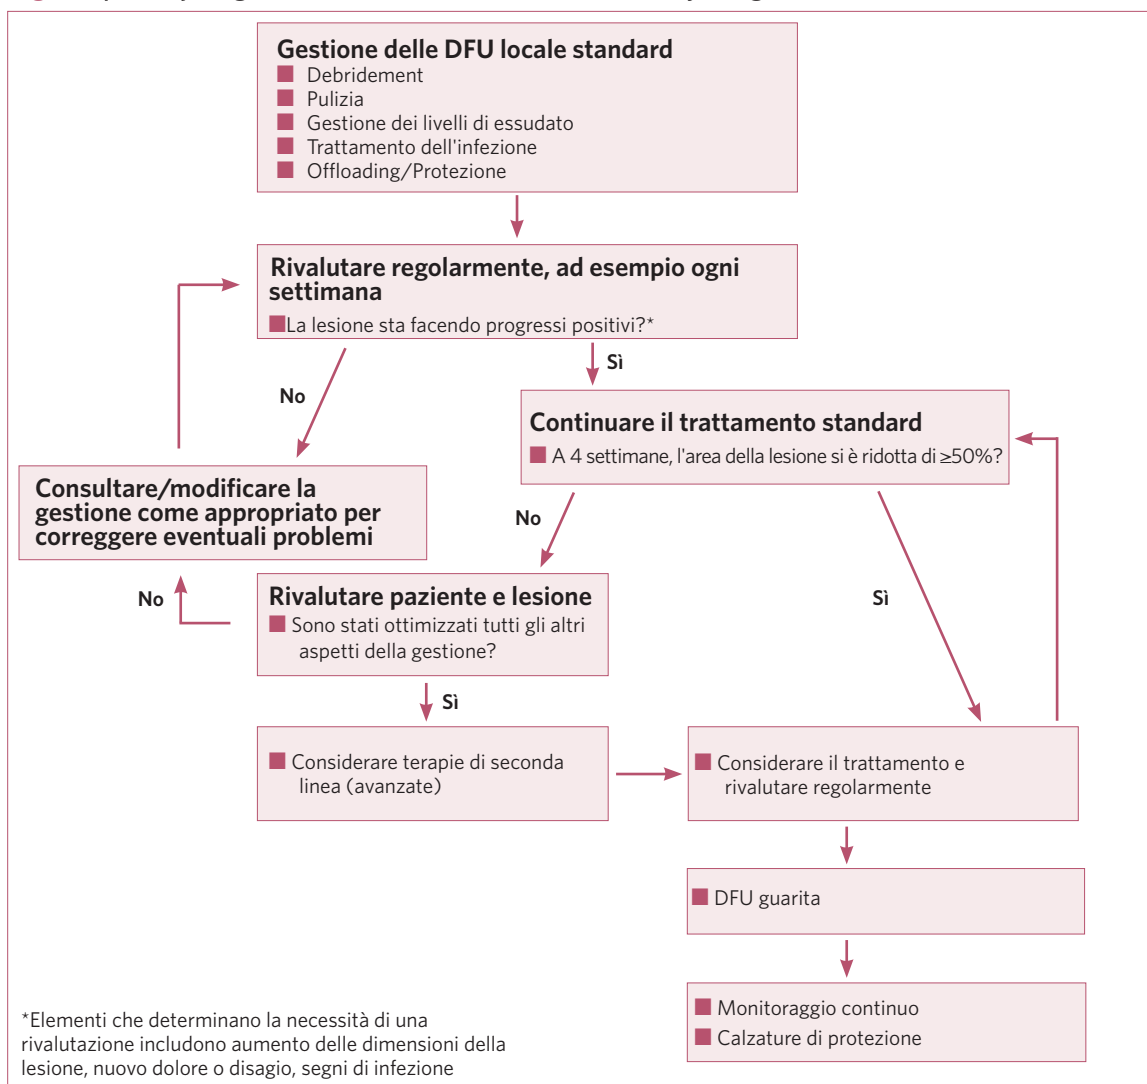 Gestione delle DFU locale standard
Debridement
Pulizia
Gestione dei livelli di essudato
Trattamento dell'infezione
Offloading/Protezione
Rivalutare regolarmente, ad esempio ogni
settimana
La lesione sta facendo progressi positivi?*
No
Sì
Continuare il trattamento standard
A 4 settimane, l'area della lesione si è ridotta di ≥50%?
Consultare/modificare la
gestione come appropriato per
correggere eventuali problemi
No
Sì
No
Rivalutare paziente e lesione
Sono stati ottimizzati tutti gli altri
aspetti della gestione?
Sì
Considerare terapie di seconda
linea (avanzate)
Considerare il trattamento e
rivalutare regolarmente
DFU guarita
Monitoraggio continuo
Calzature di protezione
*Elementi che determinano la necessità di una
rivalutazione includono aumento delle dimensioni della
lesione, nuovo dolore o disagio, segni di infezione